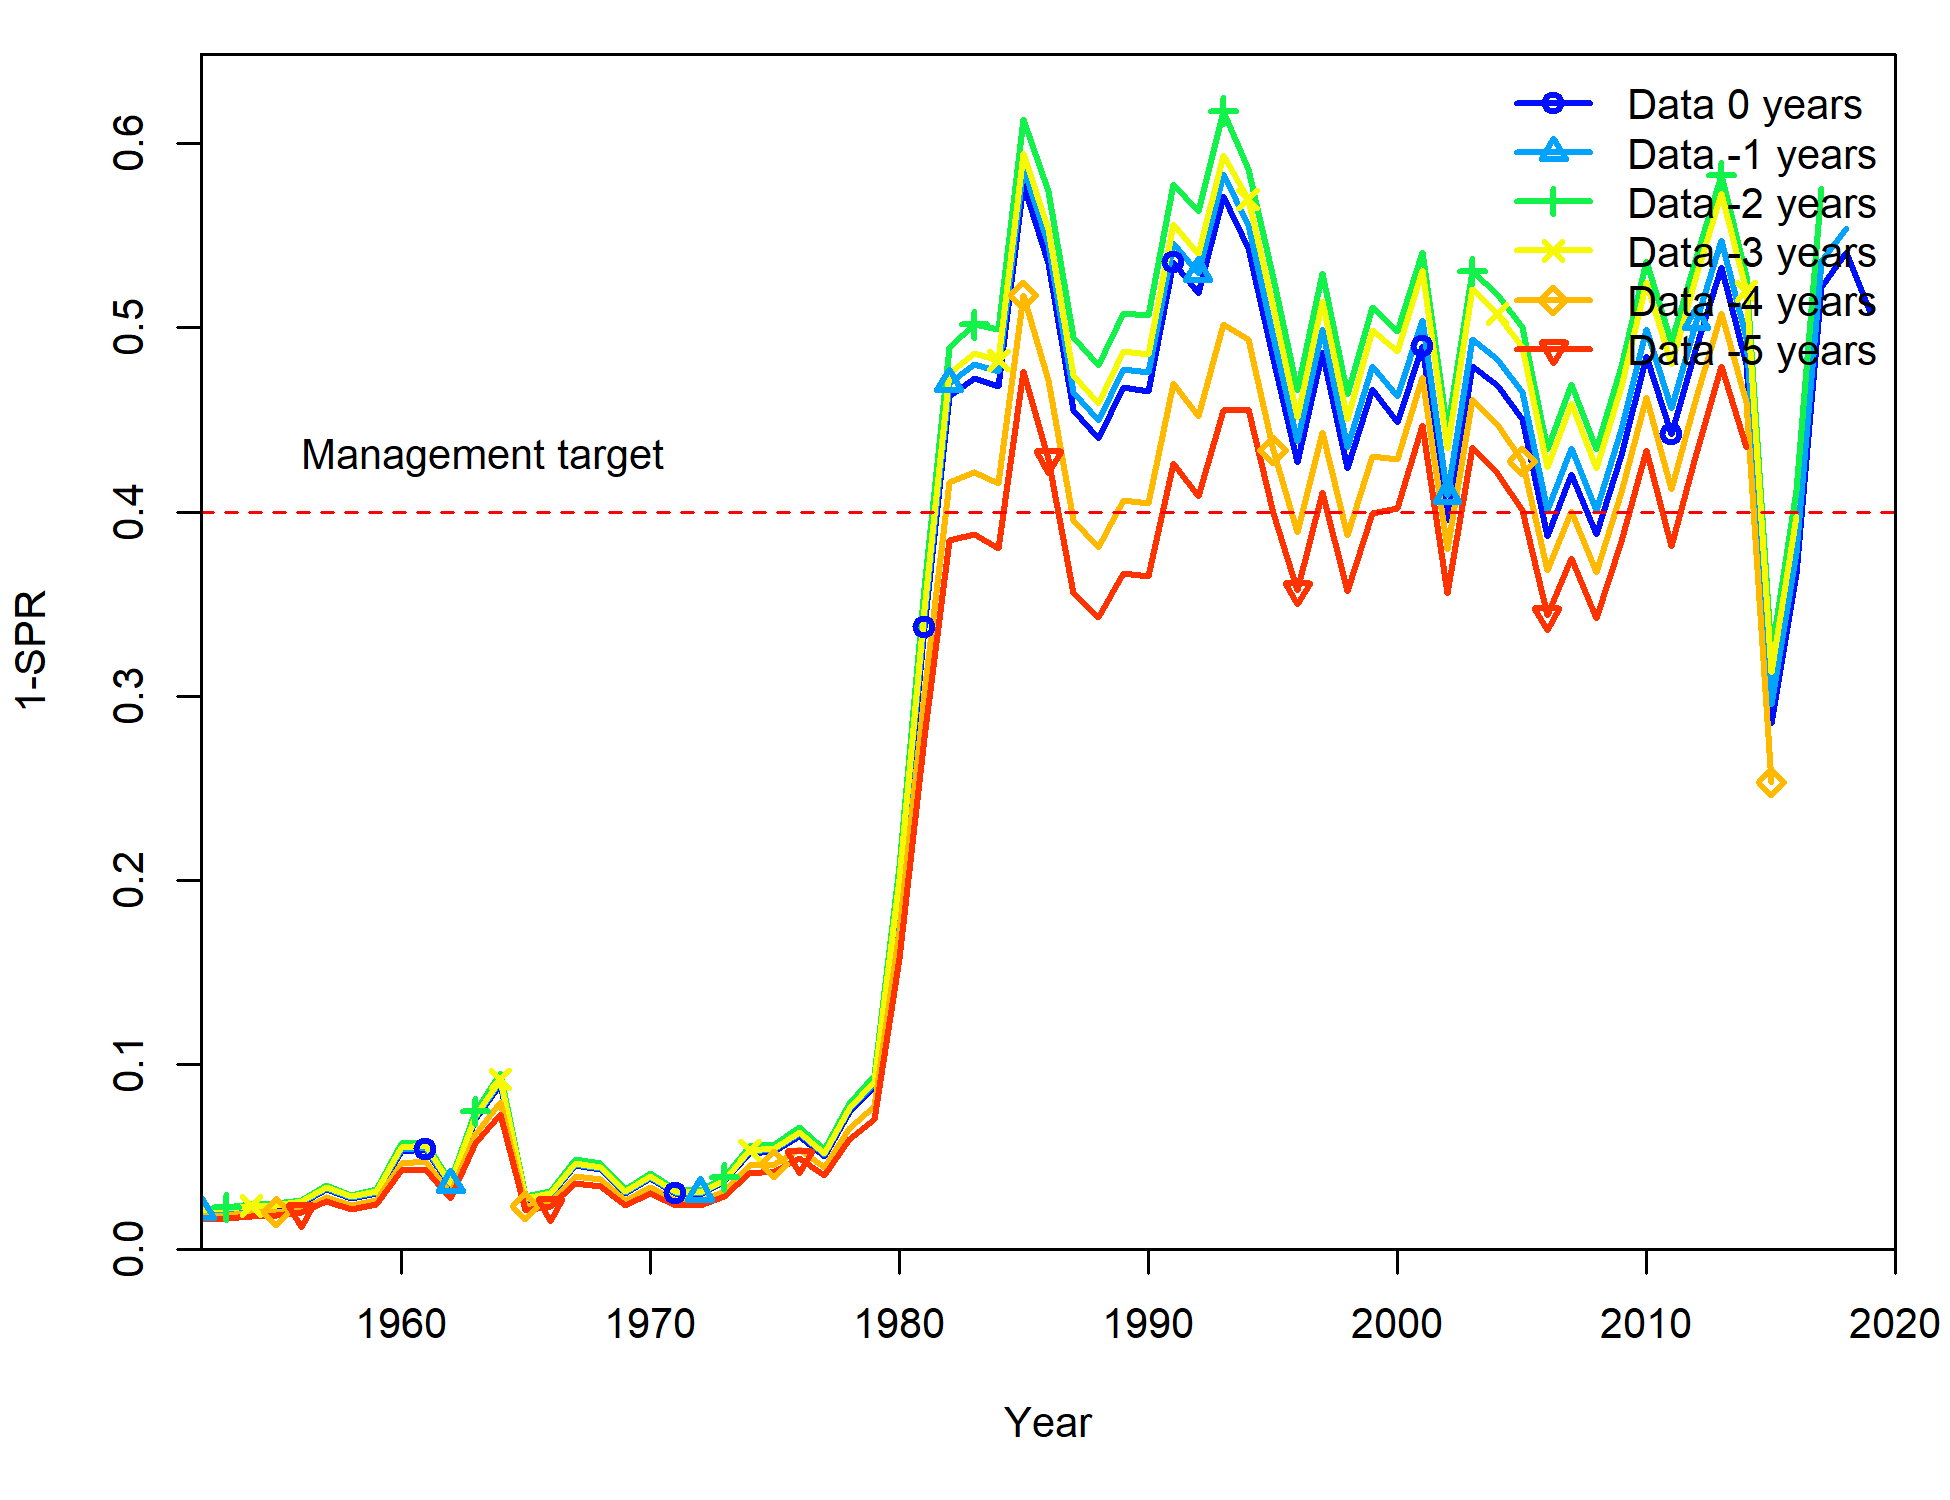 Data 0 years
Data -1 years
Data -2 years
Data -3 years
Data -4 years
Data -5 years
Management target
1-SPR
0.6
0.5
0.4
0.3
0.2
0.1
0.0
1960 1970 1980 1990 2000 2010 2020
Year